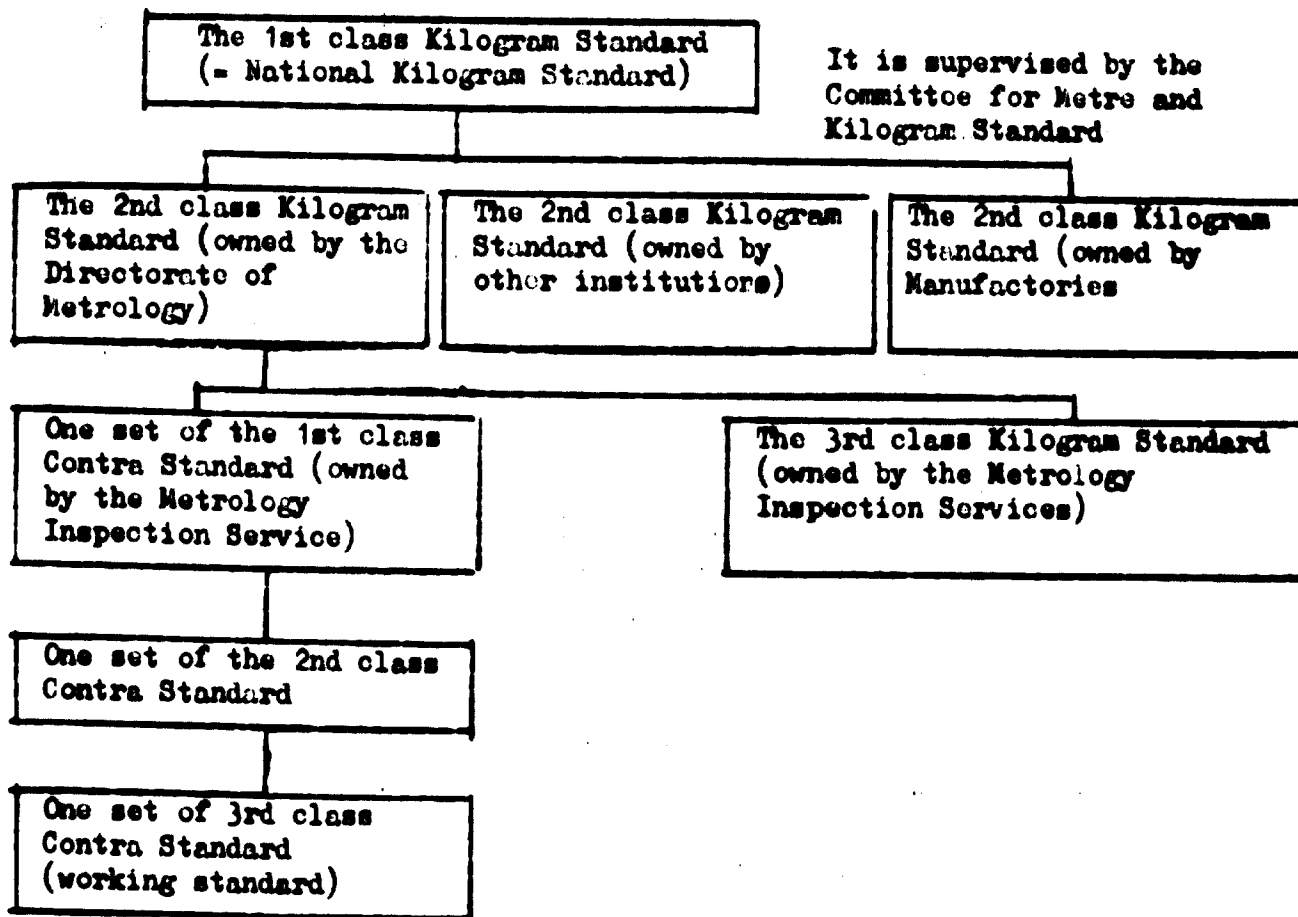 The 1st class Kilogram Standard
(= National Kilogram Standard)
It is supervised by the
Committee for Metre and
Kilogram Standard
The 2nd class Kilogram
Standard (owned by the
Directorate of
Metrology)
The 2nd class Kilogram
Standard (owned by
other institutions)
The 2nd class Kilogram
Standard (owned by
Manufactories
One set of the 1st class
Contra Standard (owned
by the Metrology
Inspection Service)
The 3rd class Kilogram Standard
(owned by the Metrology
Inspection Services)
One set of the 2nd class
Contra Standard
One set of 3rd class
Contra Standard
(working standard)